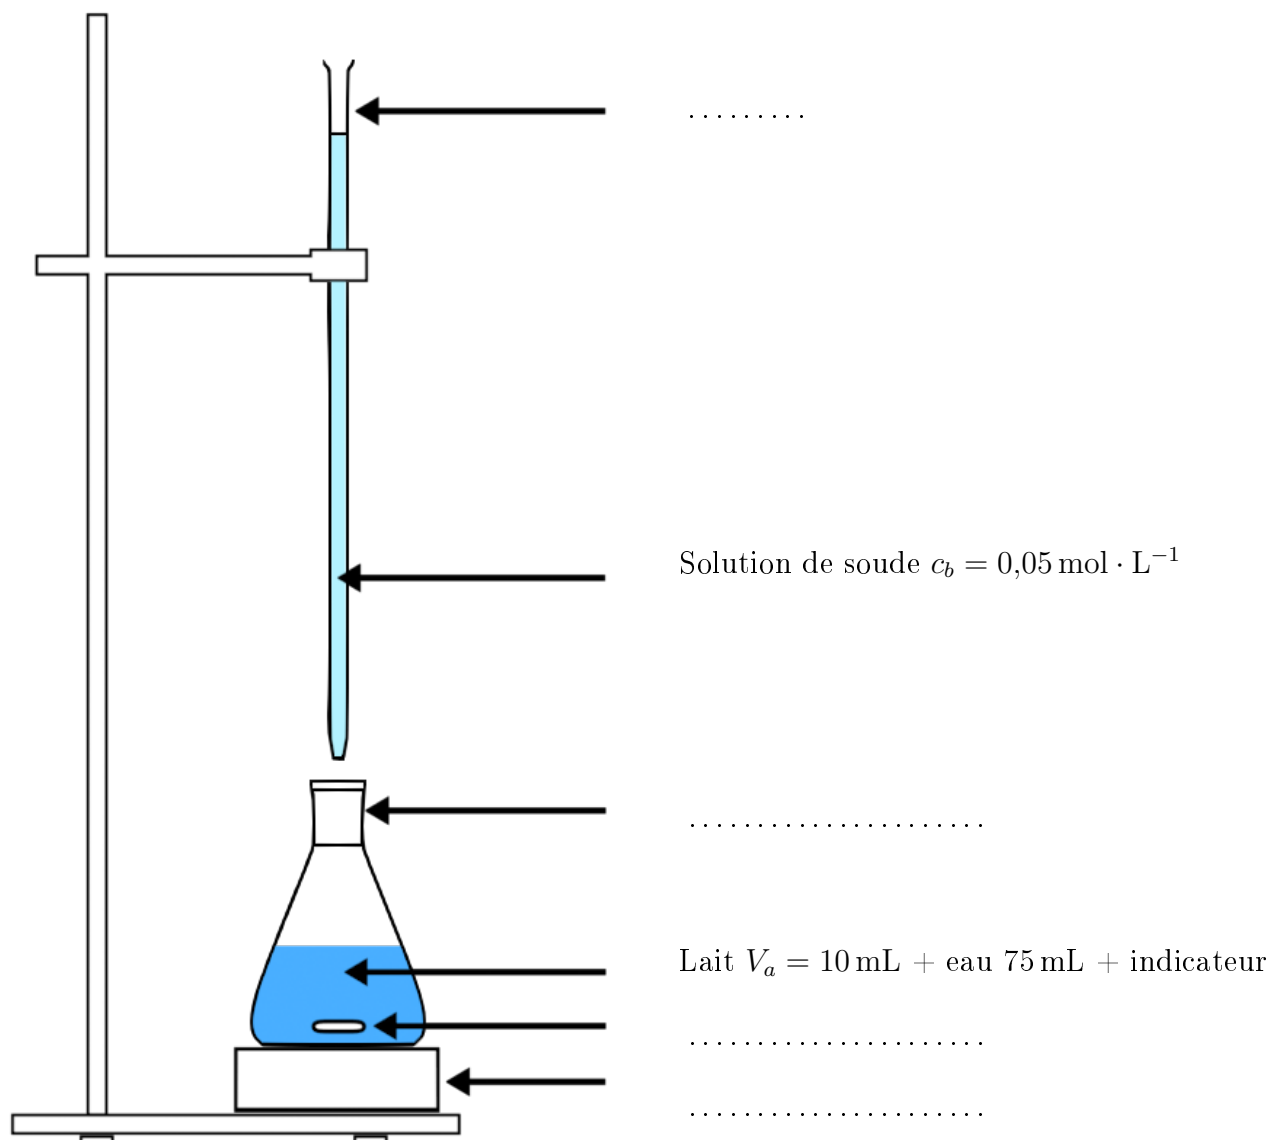 .........
Solution de soude c_b = 0,05 mol · L⁻¹
......................
Lait V_a = 10 mL + eau 75 mL + indicateur
......................
......................